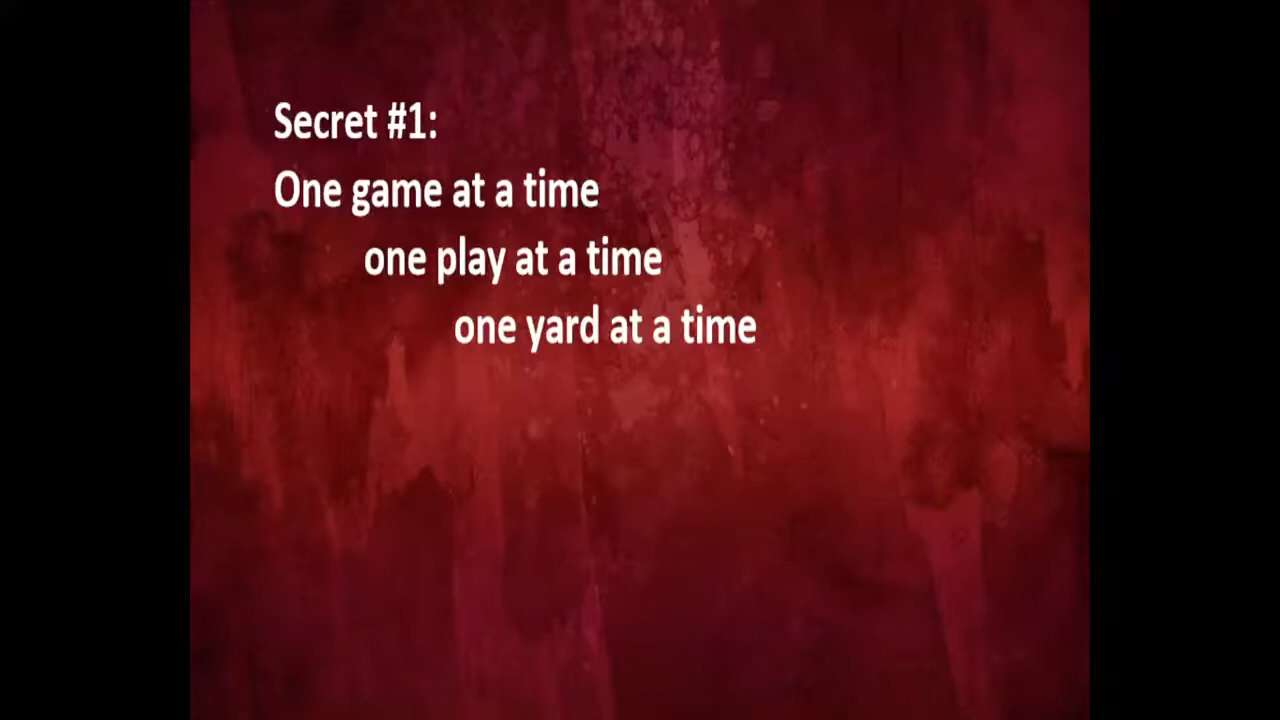 Secret #1:
One game at a time
one play at a time
one yard at a time